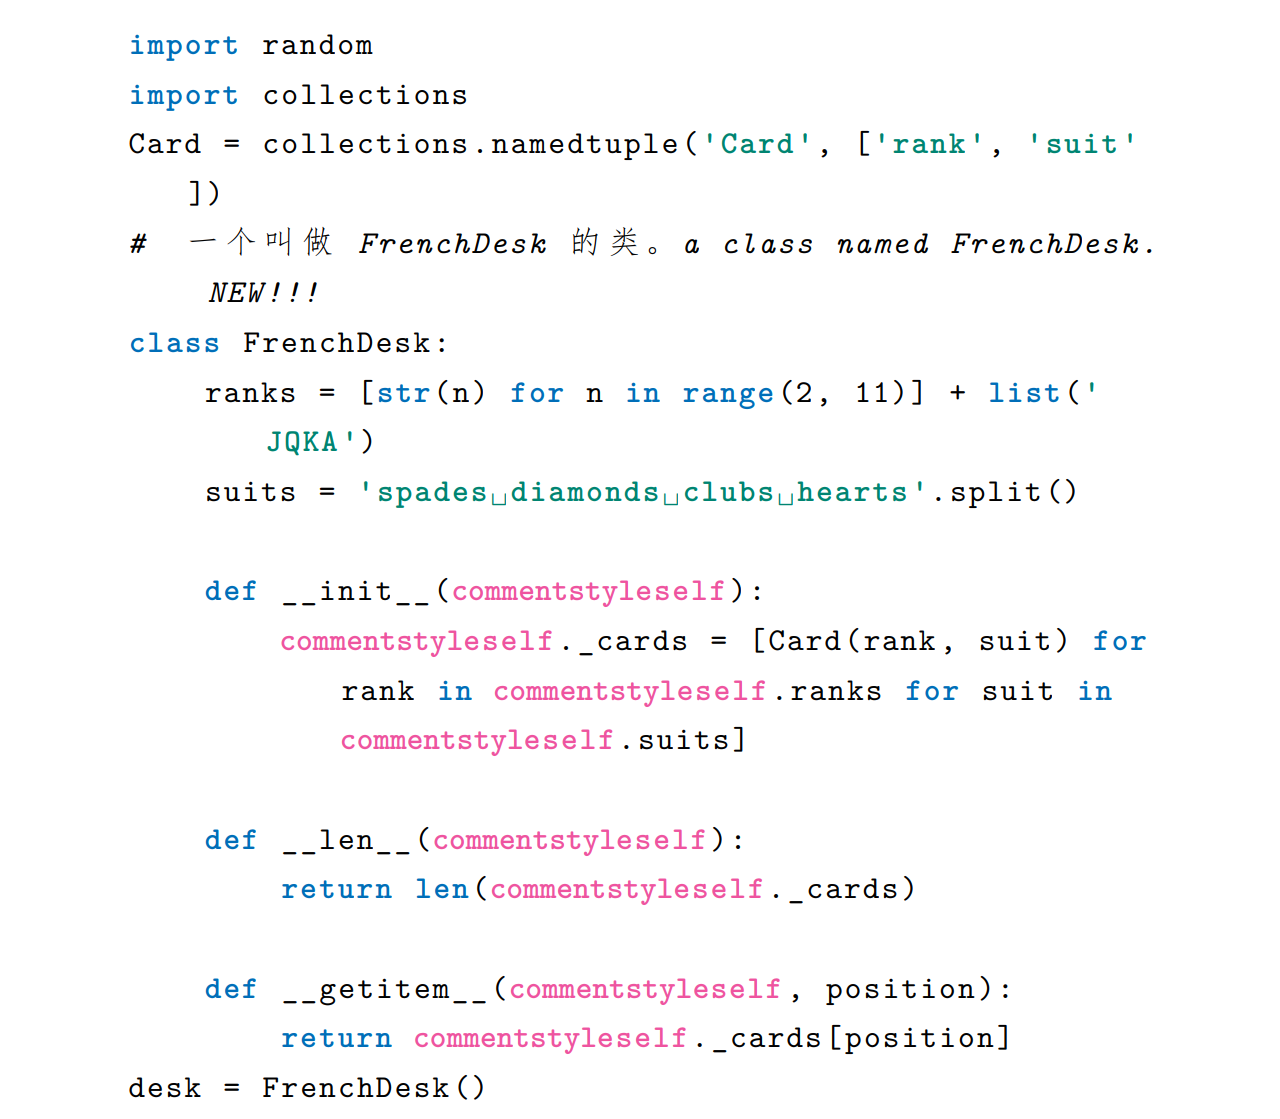 import random
import collections
Card = collections.namedtuple('Card', ['rank', 'suit'
])
# 一个叫做 FrenchDesk 的类。a class named FrenchDesk.
NEW!!!
class FrenchDesk:
ranks = [str(n) for n in range(2, 11)] + list('
JQKA')
suits = 'spades␣diamonds␣clubs␣hearts'.split()
def __init__(commentstyleself):
commentstyleself._cards = [Card(rank, suit) for
rank in commentstyleself.ranks for suit in
commentstyleself.suits]
def __len__(commentstyleself):
return len(commentstyleself._cards)
def __getitem__(commentstyleself, position):
return commentstyleself._cards[position]
desk = FrenchDesk()